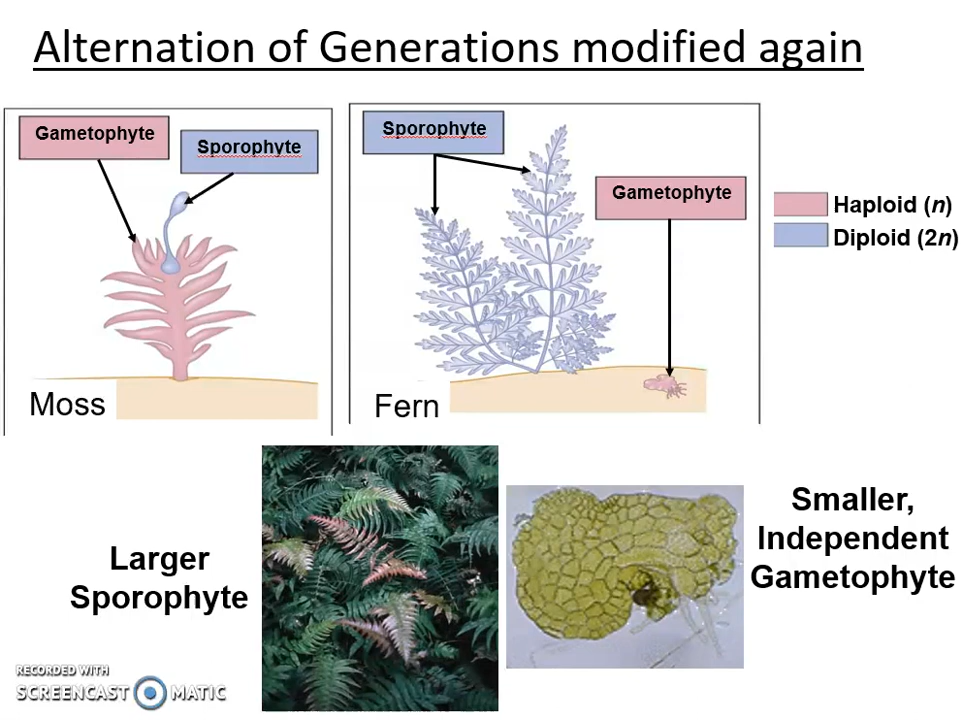 Alternation of Generations modified again
Gametophyte
Sporophyte
Moss
Sporophyte
Gametophyte
Fern
Haploid (n)
Diploid (2n)
Larger
Sporophyte
Smaller,
Independent
Gametophyte
RECORDED WITH
SCREENCAST MATIC